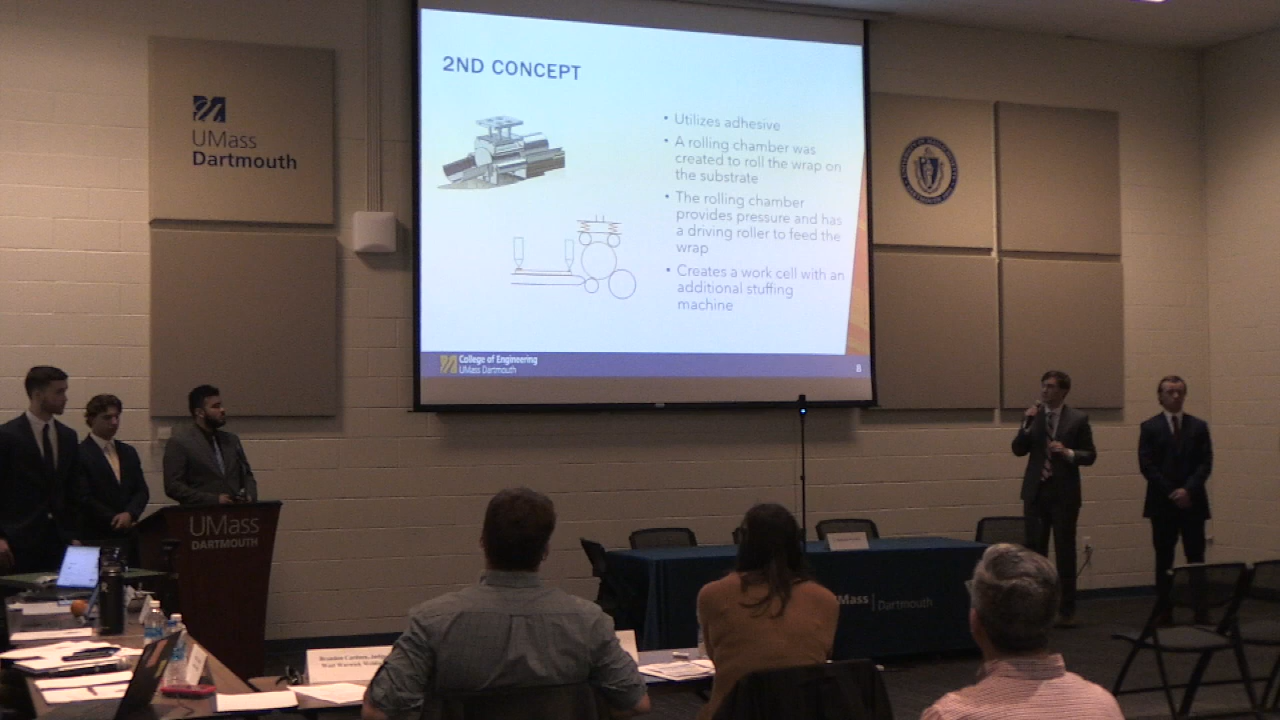 2ND CONCEPT
• Utilizes adhesive
• A rolling chamber was
created to roll the wrap on
the substrate
• The rolling chamber
provides pressure and has
a driving roller to feed the
wrap
• Creates a work cell with an
additional stuffing
machine
College of Engineering
UMass Dartmouth
8
UMass
Dartmouth
UMass
DARTMOUTH
Mass | Dartmouth